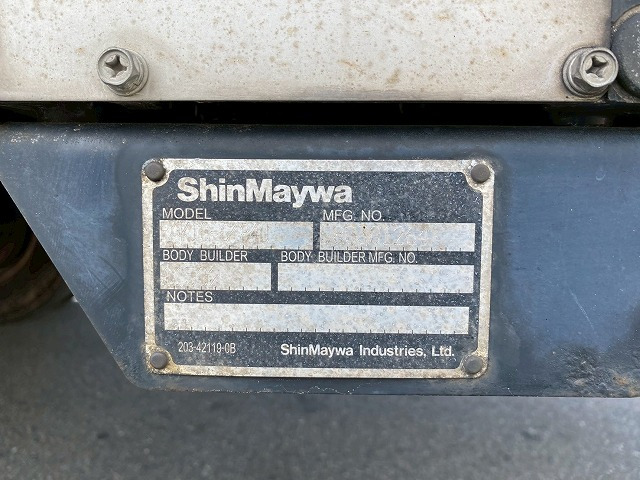 ShinMaywa
MODEL MFG. NO.
BODY BUILDER BODY BUILDER MFG. NO.
NOTES
203-42119-0B ShinMaywa Industries, Ltd.